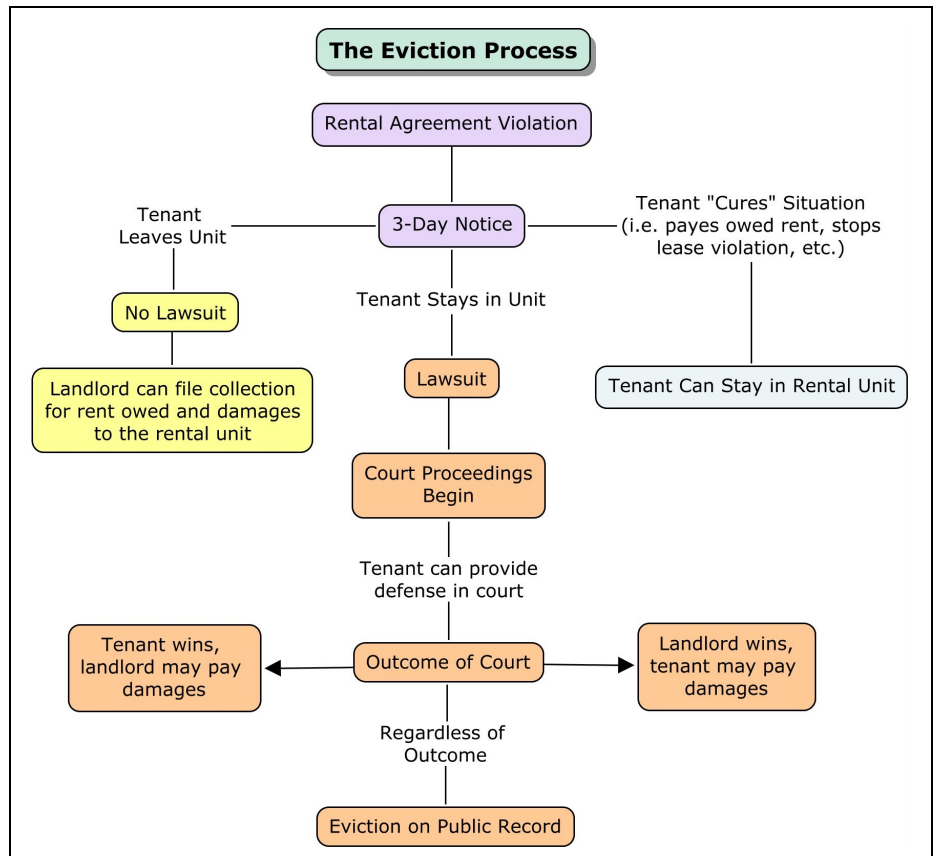 The Eviction Process
Rental Agreement Violation
Tenant
Leaves Unit
3-Day Notice
Tenant "Cures" Situation
(i.e. payes owed rent, stops
lease violation, etc.)
No Lawsuit
Tenant Stays in Unit
Landlord can file collection
for rent owed and damages
to the rental unit
Lawsuit
Tenant Can Stay in Rental Unit
Court Proceedings
Begin
Tenant can provide
defense in court
Tenant wins,
landlord may pay
damages
Outcome of Court
Landlord wins,
tenant may pay
damages
Regardless of
Outcome
Eviction on Public Record